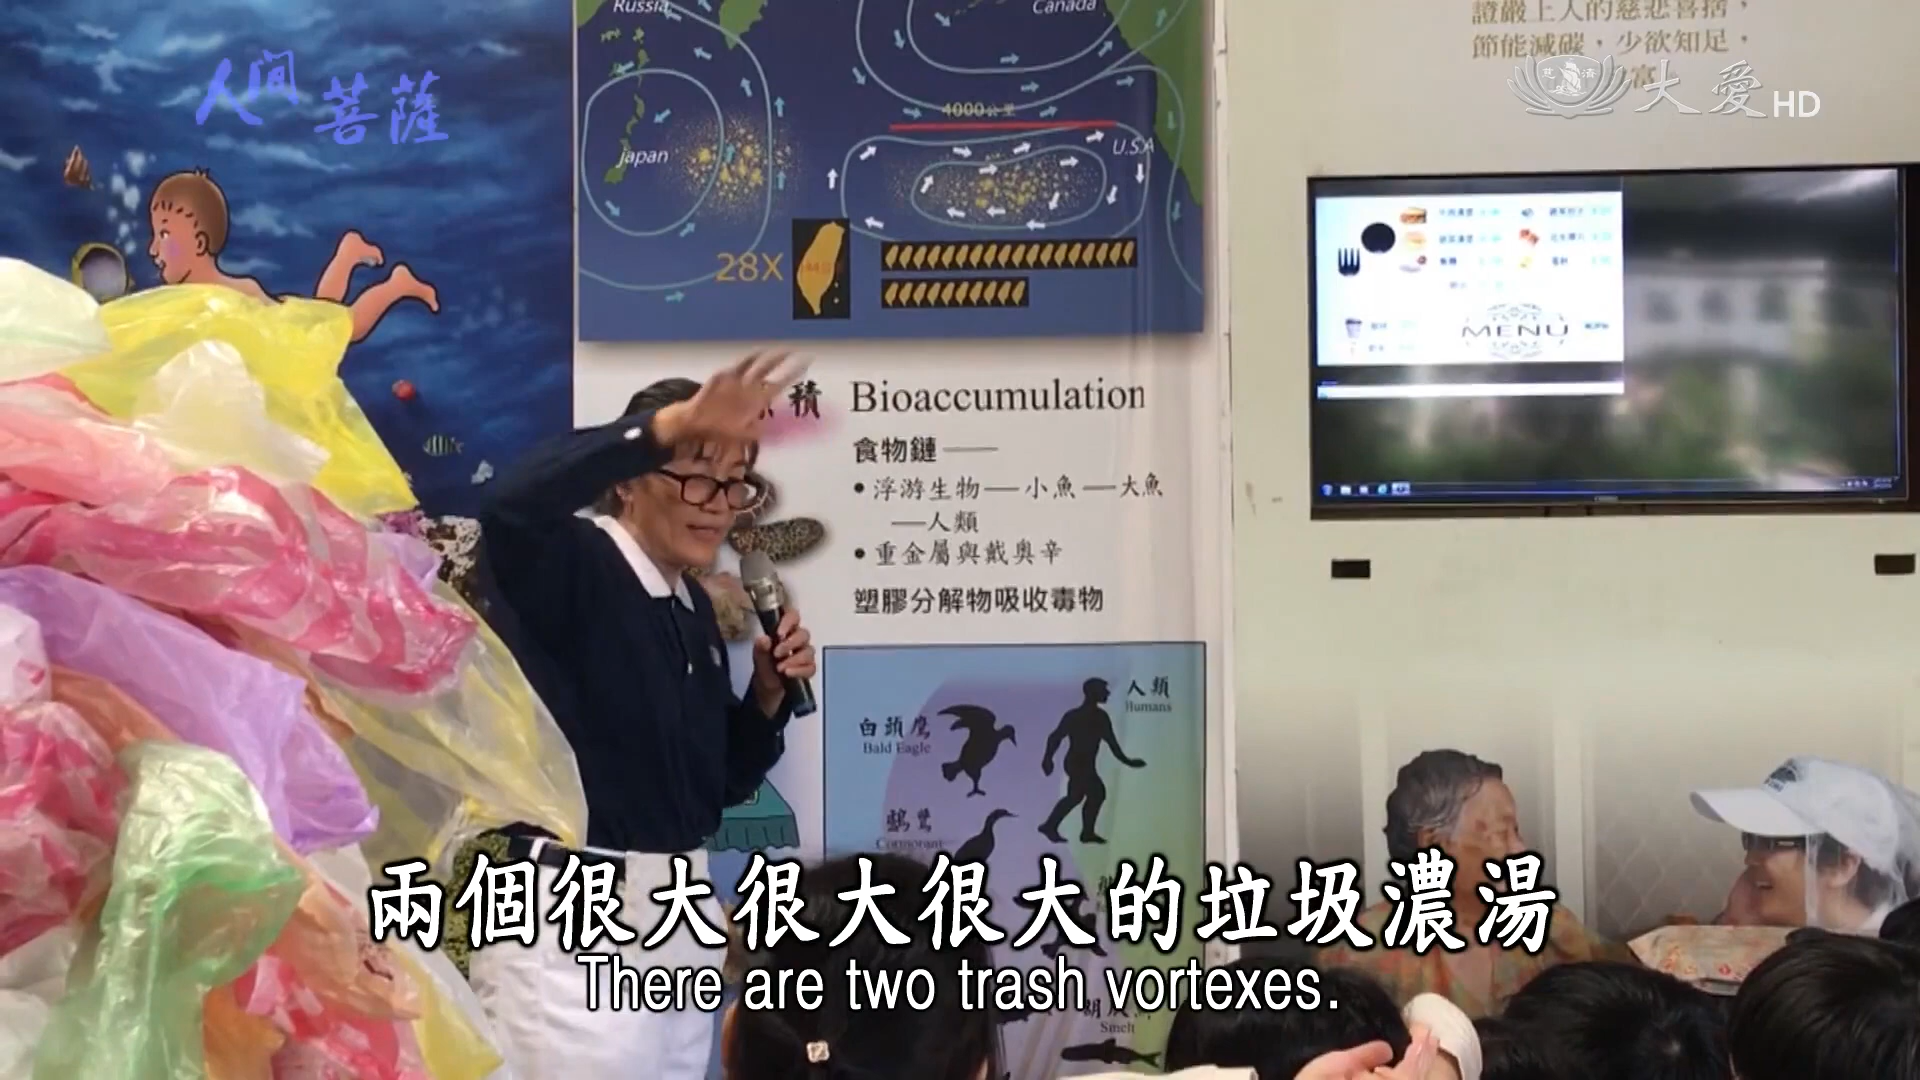 人間菩薩
Russia
Canada
證嚴上人的慈悲喜捨，
節能減碳，少欲知足，
富
大愛HD
4000公里
japan
U.S.A
28X
MENU
積 Bioaccumulation
食物鏈——
•浮游生物—小魚—大魚
—人類
•重金屬與戴奧辛
塑膠分解物吸收毒物
人類
Humans
白頭鷹
Bald Eagle
Cormorant
兩個很大很大很大的垃圾濃湯
There are two trash vortexes.
Smelt